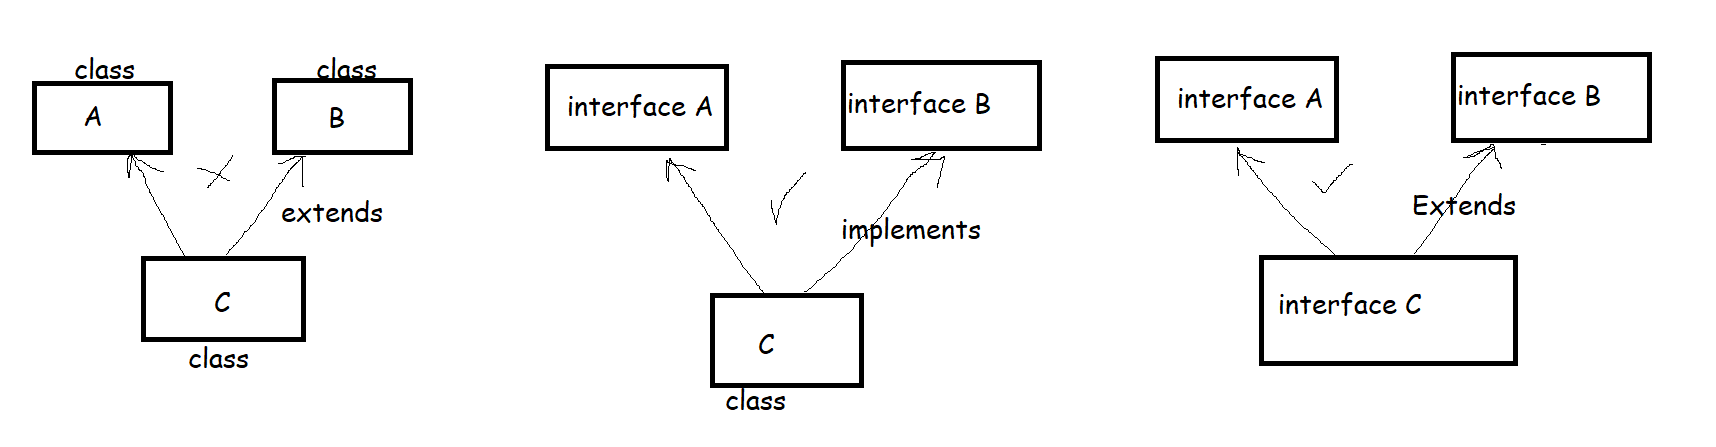 class
class
A
B
extends
C
class
interface A
interface B
implements
C
class
interface A
interface B
Extends
interface C